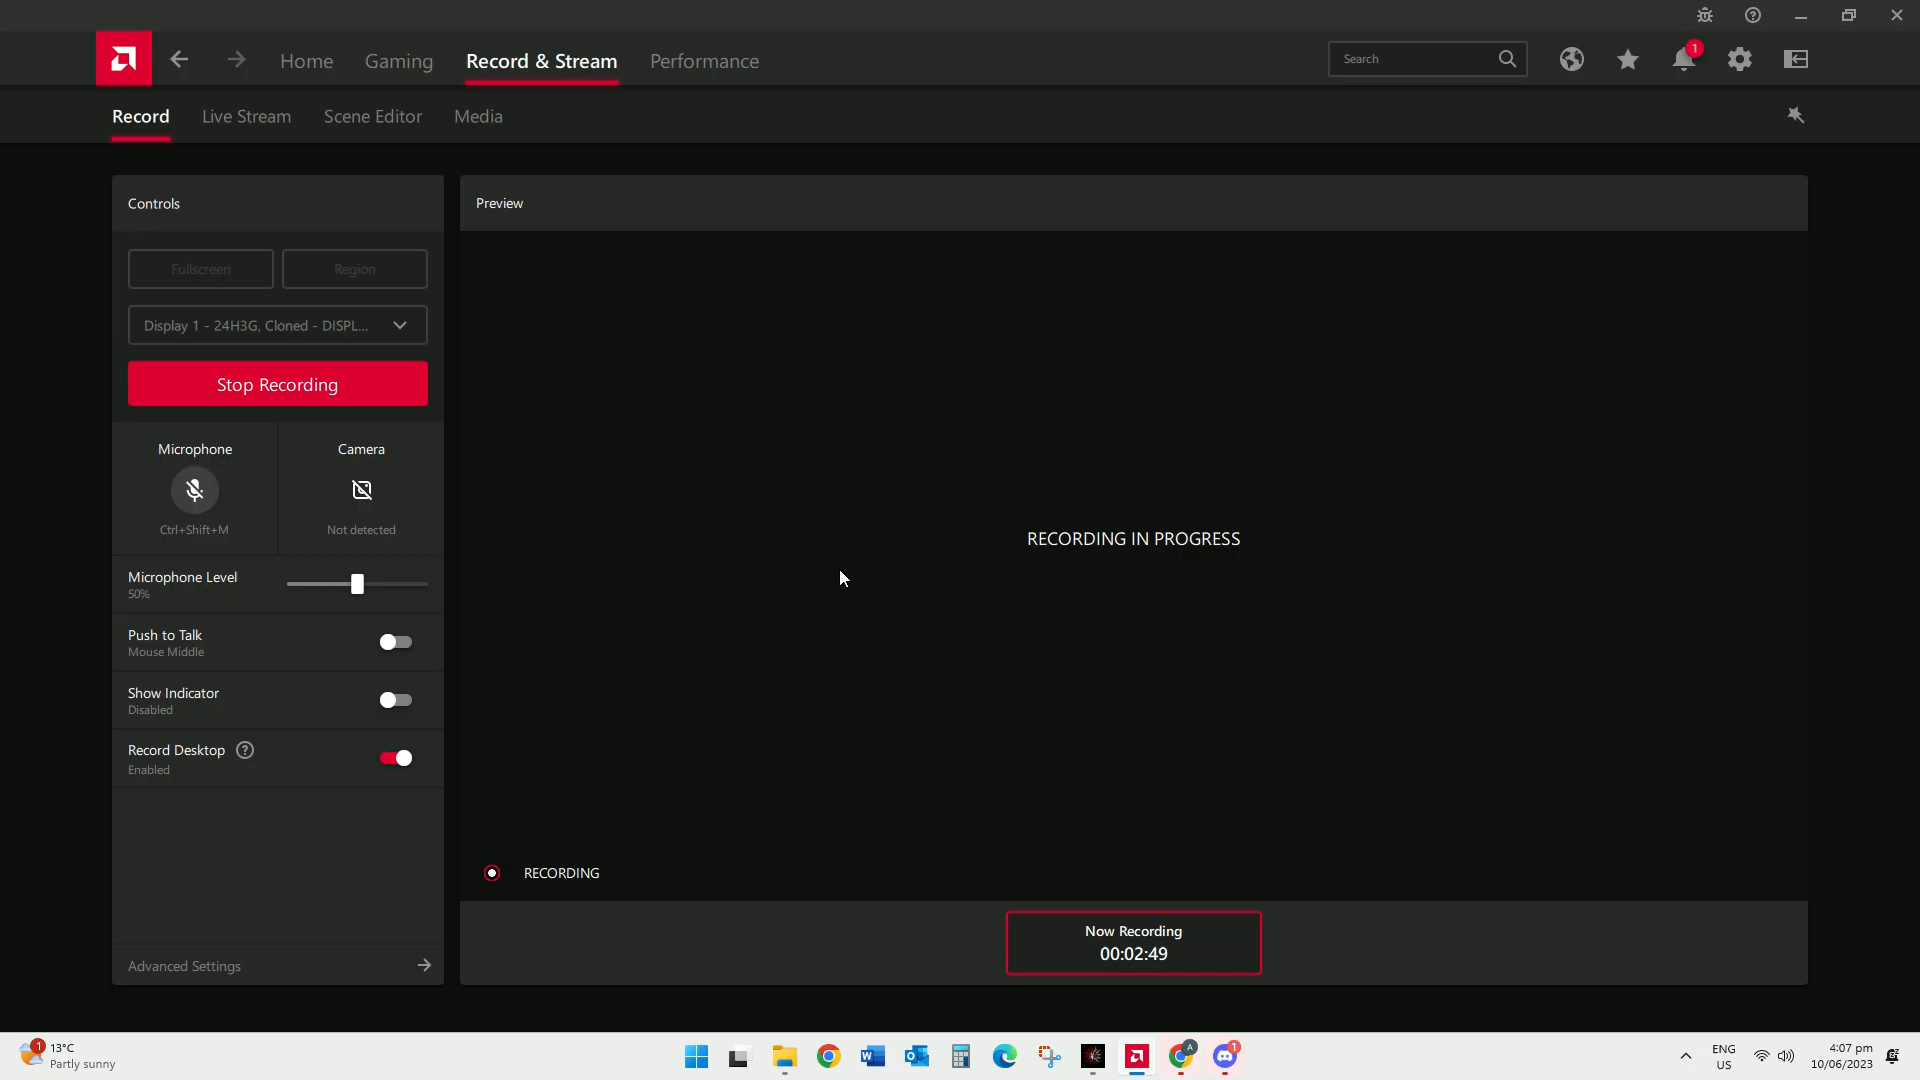 Home
Gaming
Record & Stream
Performance
Search
1
Record
Live Stream
Scene Editor
Media
Controls
Fullscreen
Region
Display 1 - 24H3G, Cloned - DISPL...
Stop Recording
Microphone
Ctrl+Shift+M
Camera
Not detected
Microphone Level
50%
Push to Talk
Mouse Middle
Show Indicator
Disabled
Record Desktop
Enabled
Advanced Settings
Preview
RECORDING IN PROGRESS
RECORDING
Now Recording
00:02:49
1
13°C
Partly sunny
A
1
ENG
US
4:07 pm
10/06/2023